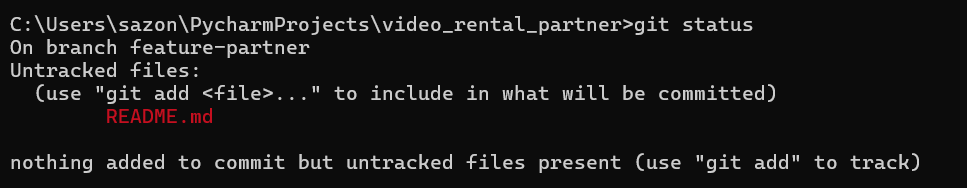 C:\Users\sazon\PycharmProjects\video_rental_partner>git status
On branch feature-partner
Untracked files:
  (use "git add <file>..." to include in what will be committed)
        README.md

nothing added to commit but untracked files present (use "git add" to track)